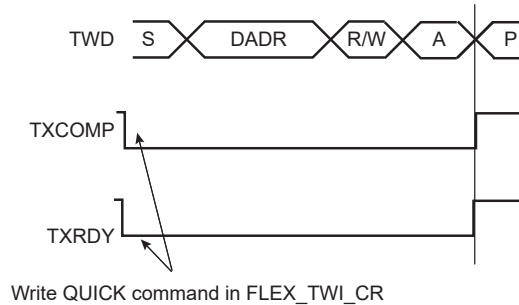 TWD S DADR R/W A P
TXCOMP
TXRDY
Write QUICK command in FLEX_TWI_CR